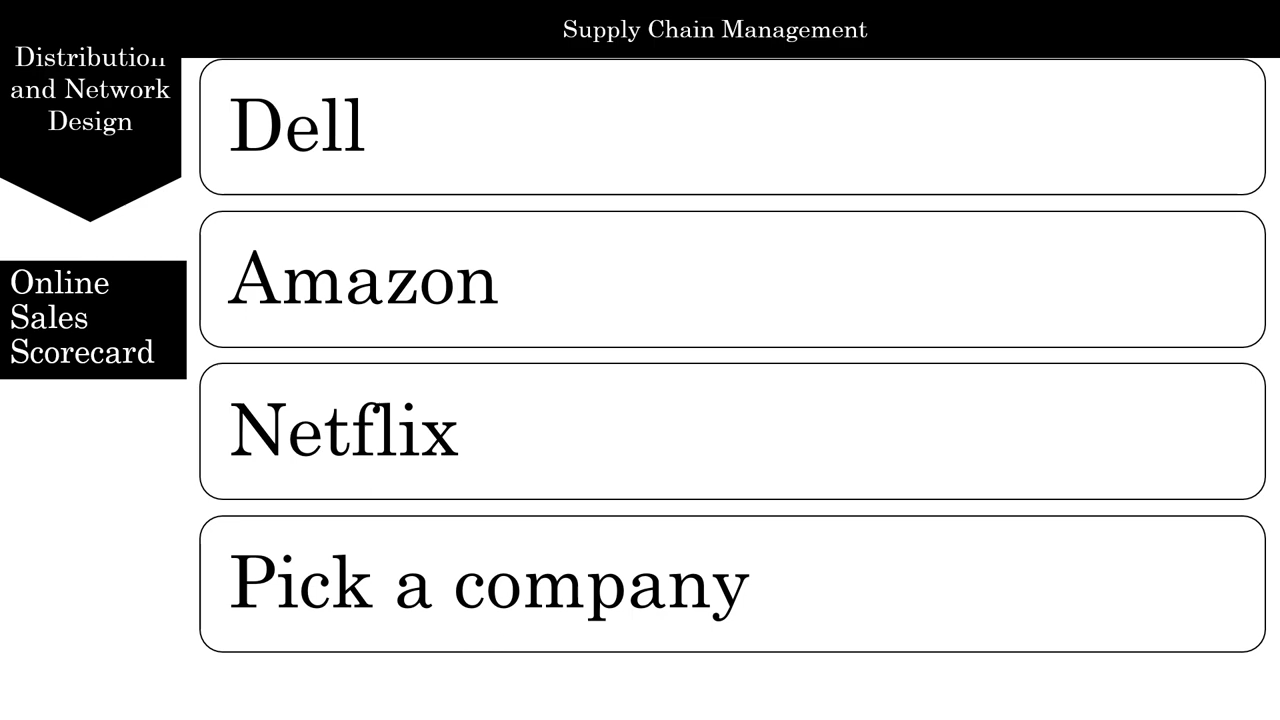 Supply Chain Management
Distribution
and Network
Design
Online
Sales
Scorecard
Dell
Amazon
Netflix
Pick a company